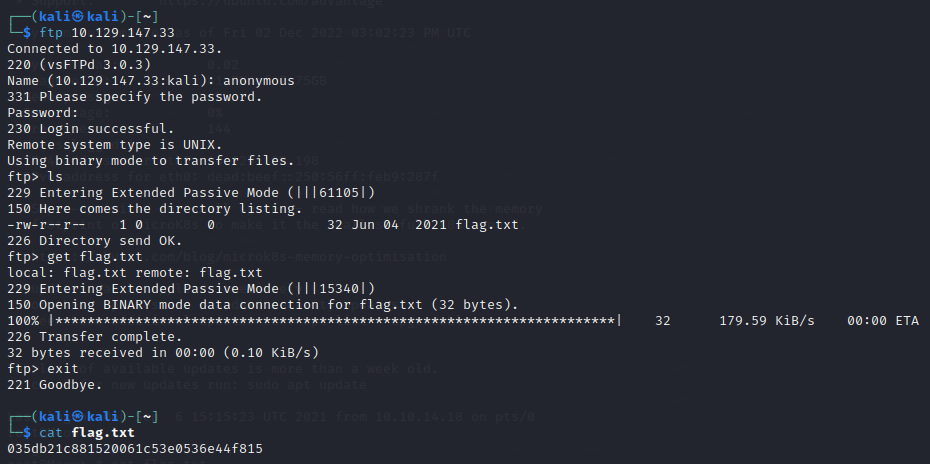 * Support: https://ubuntu.com/advantage
┌──(kali㉿kali)-[~]
└─$ ftp 10.129.147.33
Connected to 10.129.147.33.
220 (vsFTPd 3.0.3)
Name (10.129.147.33:kali): anonymous
331 Please specify the password.
Password:
230 Login successful.
Remote system type is UNIX.
Using binary mode to transfer files.
ftp> ls
229 Entering Extended Passive Mode (|||61105|)
150 Here comes the directory listing.
-rw-r--r-- 1 0 0 32 Jun 04 2021 flag.txt
226 Directory send OK.
ftp> get flag.txt
local: flag.txt remote: flag.txt
229 Entering Extended Passive Mode (|||15340|)
150 Opening BINARY mode data connection for flag.txt (32 bytes).
100% |***********************************************************************| 32 179.59 KiB/s 00:00 ETA
226 Transfer complete.
32 bytes received in 00:00 (0.10 KiB/s)
ftp> exit
221 Goodbye.
┌──(kali㉿kali)-[~]
└─$ cat flag.txt
035db21c881520061c53e0536e44f815